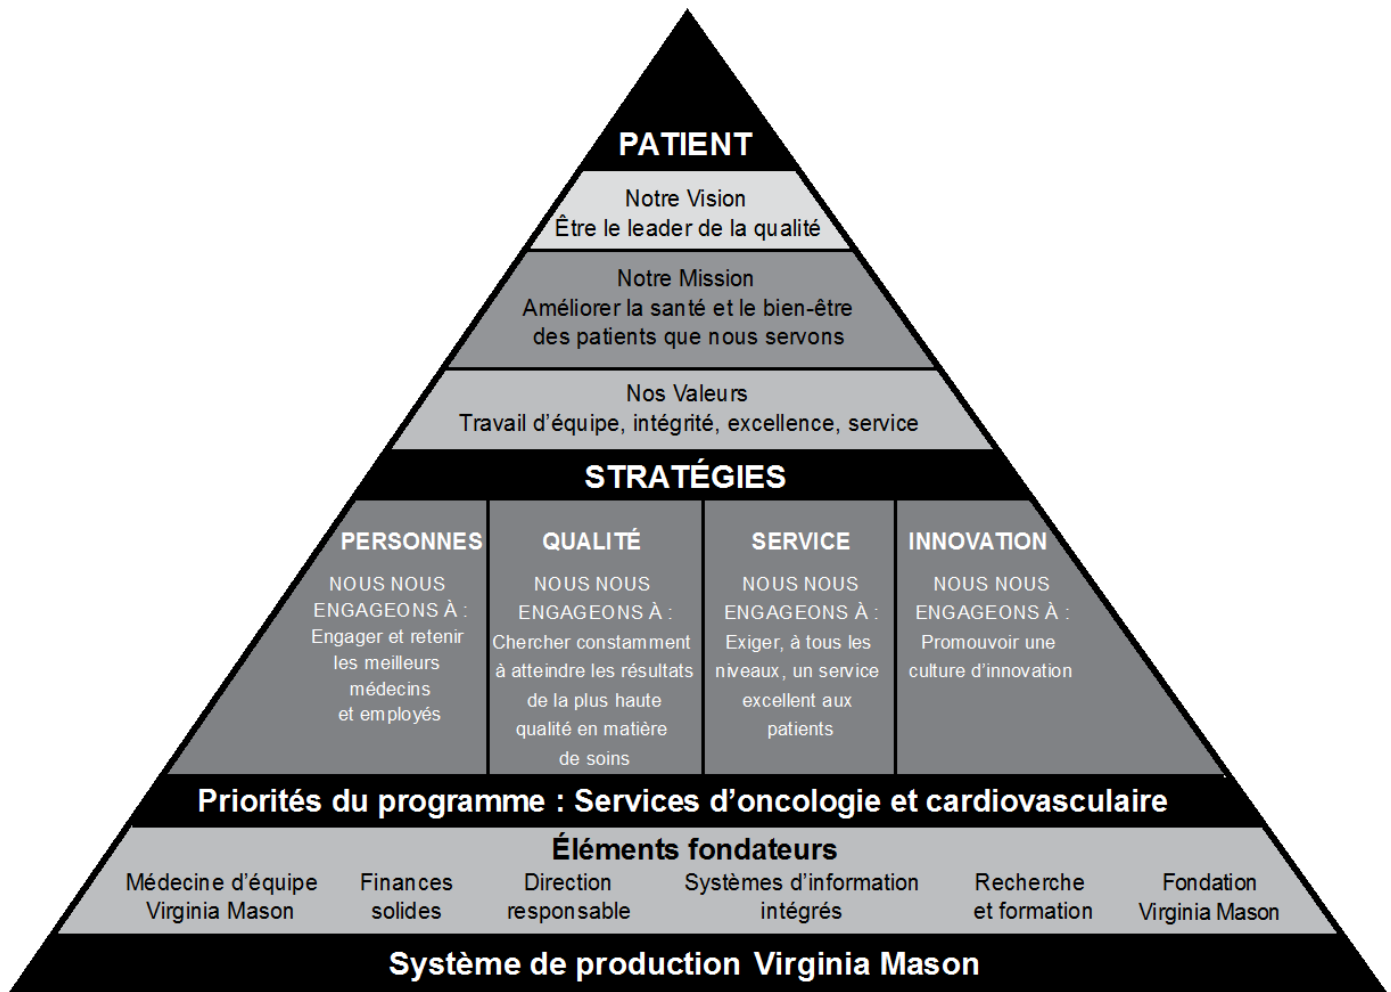 PATIENT
Notre Vision
Être le leader de la qualité
Notre Mission
Améliorer la santé et le bien-être
des patients que nous servons
Nos Valeurs
Travail d’équipe, intégrité, excellence, service
STRATÉGIES
PERSONNES
NOUS NOUS
ENGAGEONS À :
Engager et retenir
les meilleurs
médecins
et employés
QUALITÉ
NOUS NOUS
ENGAGEONS À :
Chercher constamment
à atteindre les résultats
de la plus haute
qualité en matière
de soins
SERVICE
NOUS NOUS
ENGAGEONS À :
Exiger, à tous les
niveaux, un service
excellent aux
patients
INNOVATION
NOUS NOUS
ENGAGEONS À :
Promouvoir une
culture d’innovation
Priorités du programme : Services d’oncologie et cardiovasculaire
Éléments fondateurs
Médecine d’équipe
Virginia Mason
Finances
solides
Direction
responsable
Systèmes d’information
intégrés
Recherche
et formation
Fondation
Virginia Mason
Système de production Virginia Mason